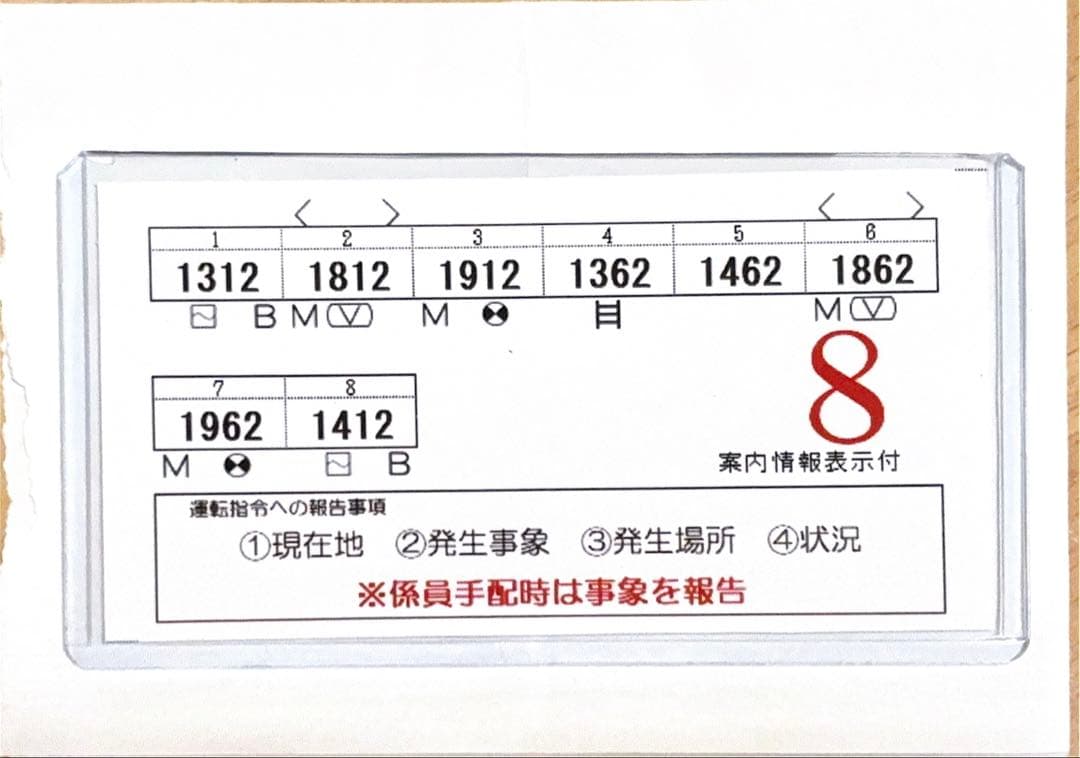 1 2 3 4 5 6
1312 1812 1912 1362 1462 1862
B M V M M V
7 8
1962 1412
M B
8
案内情報表示付
運転指令への報告事項
①現在地 ②発生事象 ③発生場所 ④状況
※係員手配時は事象を報告